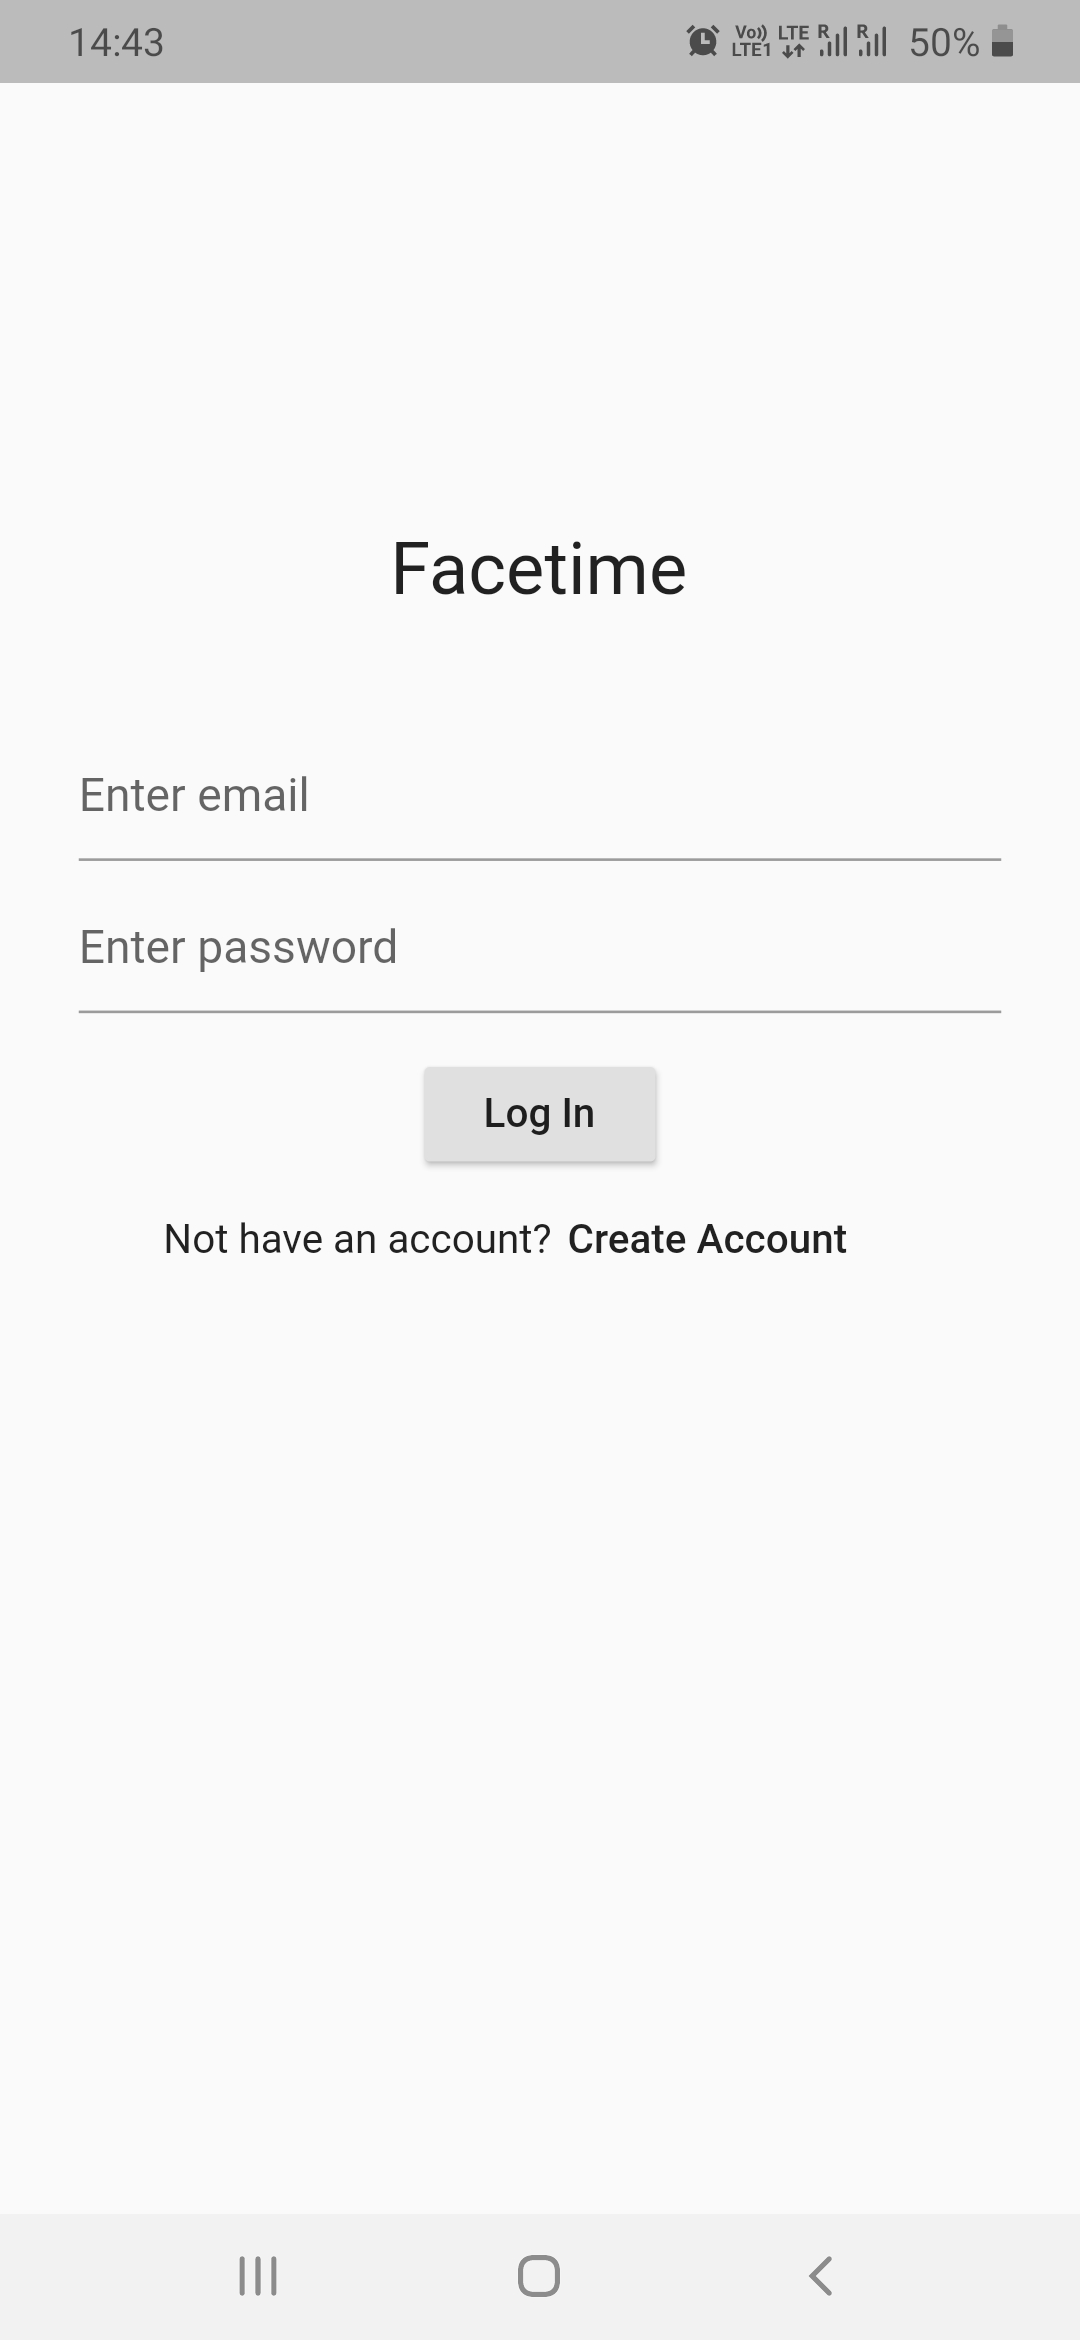 14:43 Vo)) LTE1 LTE R R 50%
Facetime
Enter email
Enter password
Log In
Not have an account? Create Account